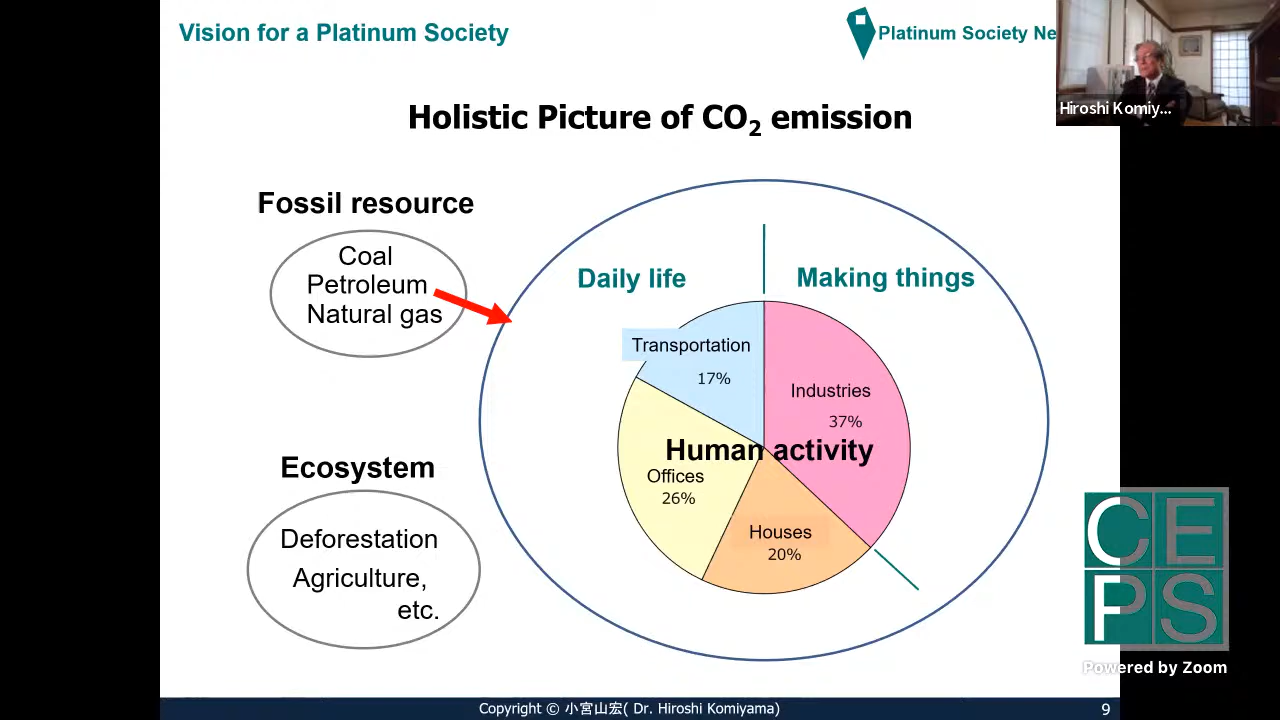 Vision for a Platinum Society
Platinum Society Ne
Hiroshi Komiy...
Holistic Picture of CO2 emission
Fossil resource
Coal
Petroleum
Natural gas
Daily life
Making things
Transportation
17%
Industries
37%
Human activity
Offices
26%
Houses
20%
Ecosystem
Deforestation
Agriculture,
etc.
CE
PS
Powered by Zoom
Copyright © 小宮山宏( Dr. Hiroshi Komiyama)
9